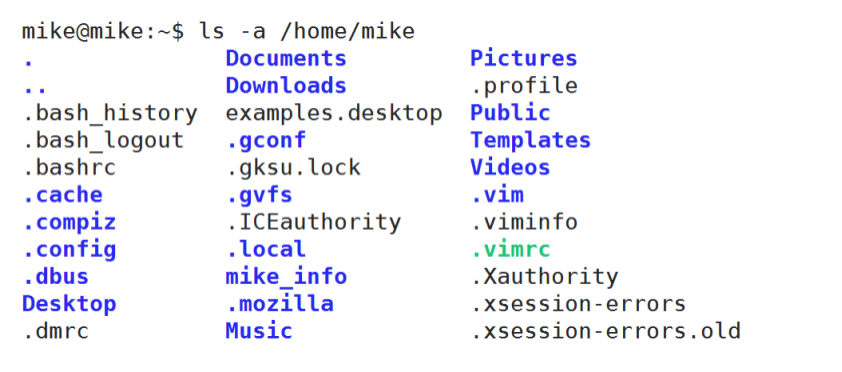 mike@mike:~$ ls -a /home/mike
. Documents Pictures
.. Downloads .profile
.bash_history examples.desktop Public
.bash_logout .gconf Templates
.bashrc .gksu.lock Videos
.cache .gvfs .vim
.compiz .ICEauthority .viminfo
.config .local .vimrc
.dbus mike_info .Xauthority
Desktop .mozilla .xsession-errors
.dmrc Music .xsession-errors.old